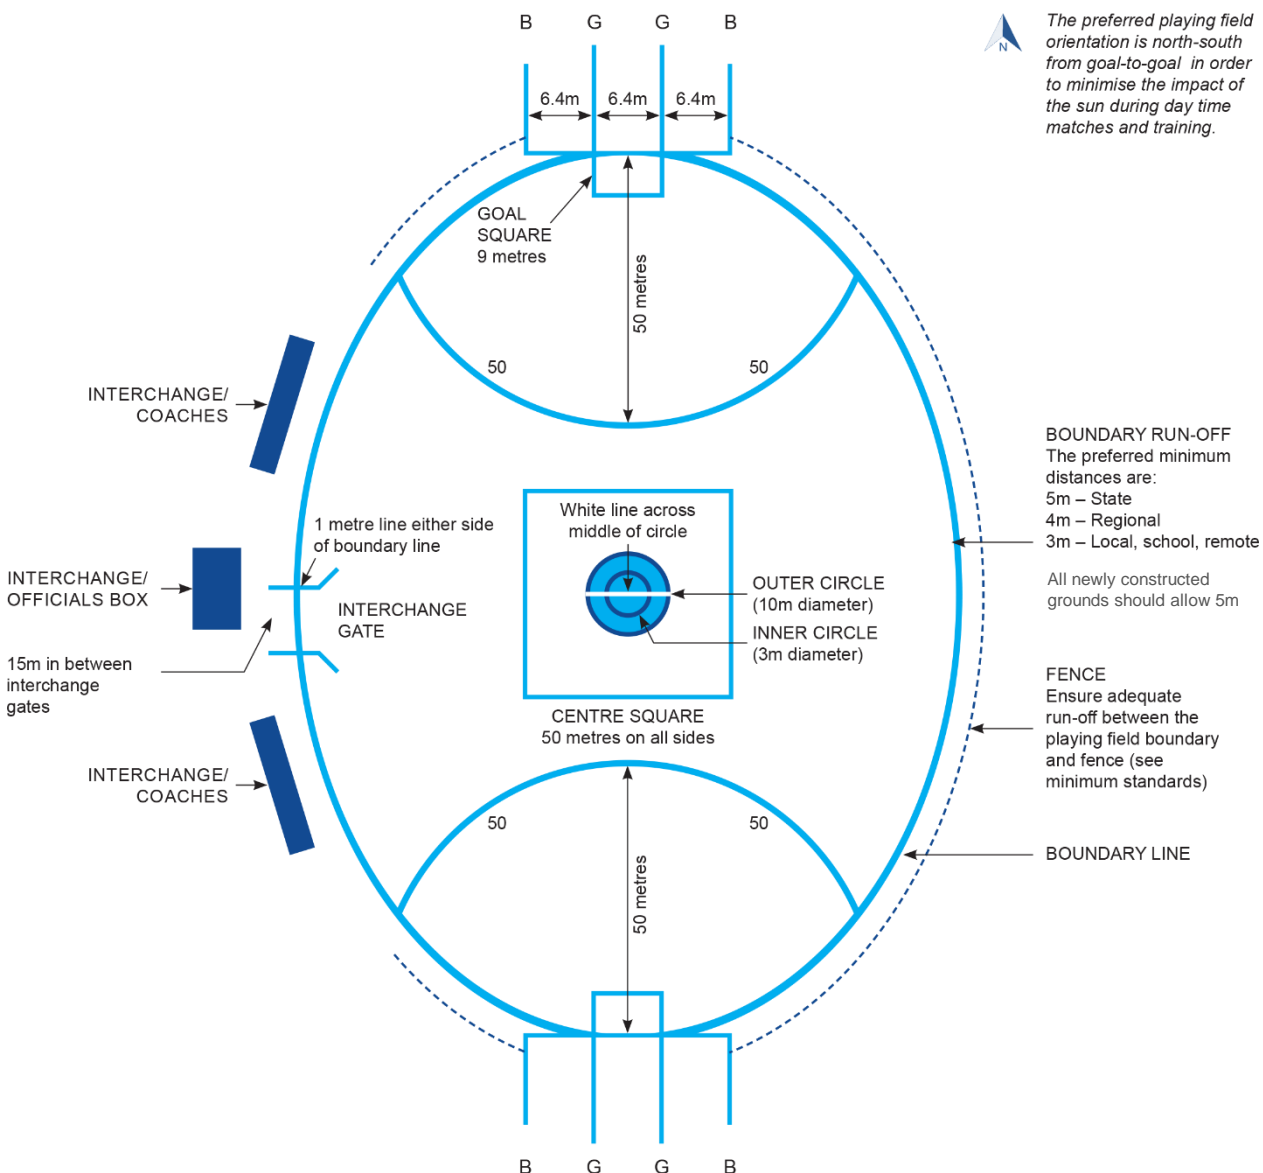 B G G B
The preferred playing field
orientation is north-south
from goal-to-goal in order
to minimise the impact of
the sun during day time
matches and training.
N
6.4m 6.4m 6.4m
GOAL
SQUARE
9 metres
50 metres
50 50
INTERCHANGE/
COACHES
BOUNDARY RUN-OFF
The preferred minimum
distances are:
5m – State
4m – Regional
3m – Local, school, remote
All newly constructed
grounds should allow 5m
White line across
middle of circle
1 metre line either side
of boundary line
INTERCHANGE/
OFFICIALS BOX
INTERCHANGE
GATE
OUTER CIRCLE
(10m diameter)
INNER CIRCLE
(3m diameter)
15m in between
interchange
gates
FENCE
Ensure adequate
run-off between the
playing field boundary
and fence (see
minimum standards)
CENTRE SQUARE
50 metres on all sides
INTERCHANGE/
COACHES
50 50
50 metres
BOUNDARY LINE
B G G B